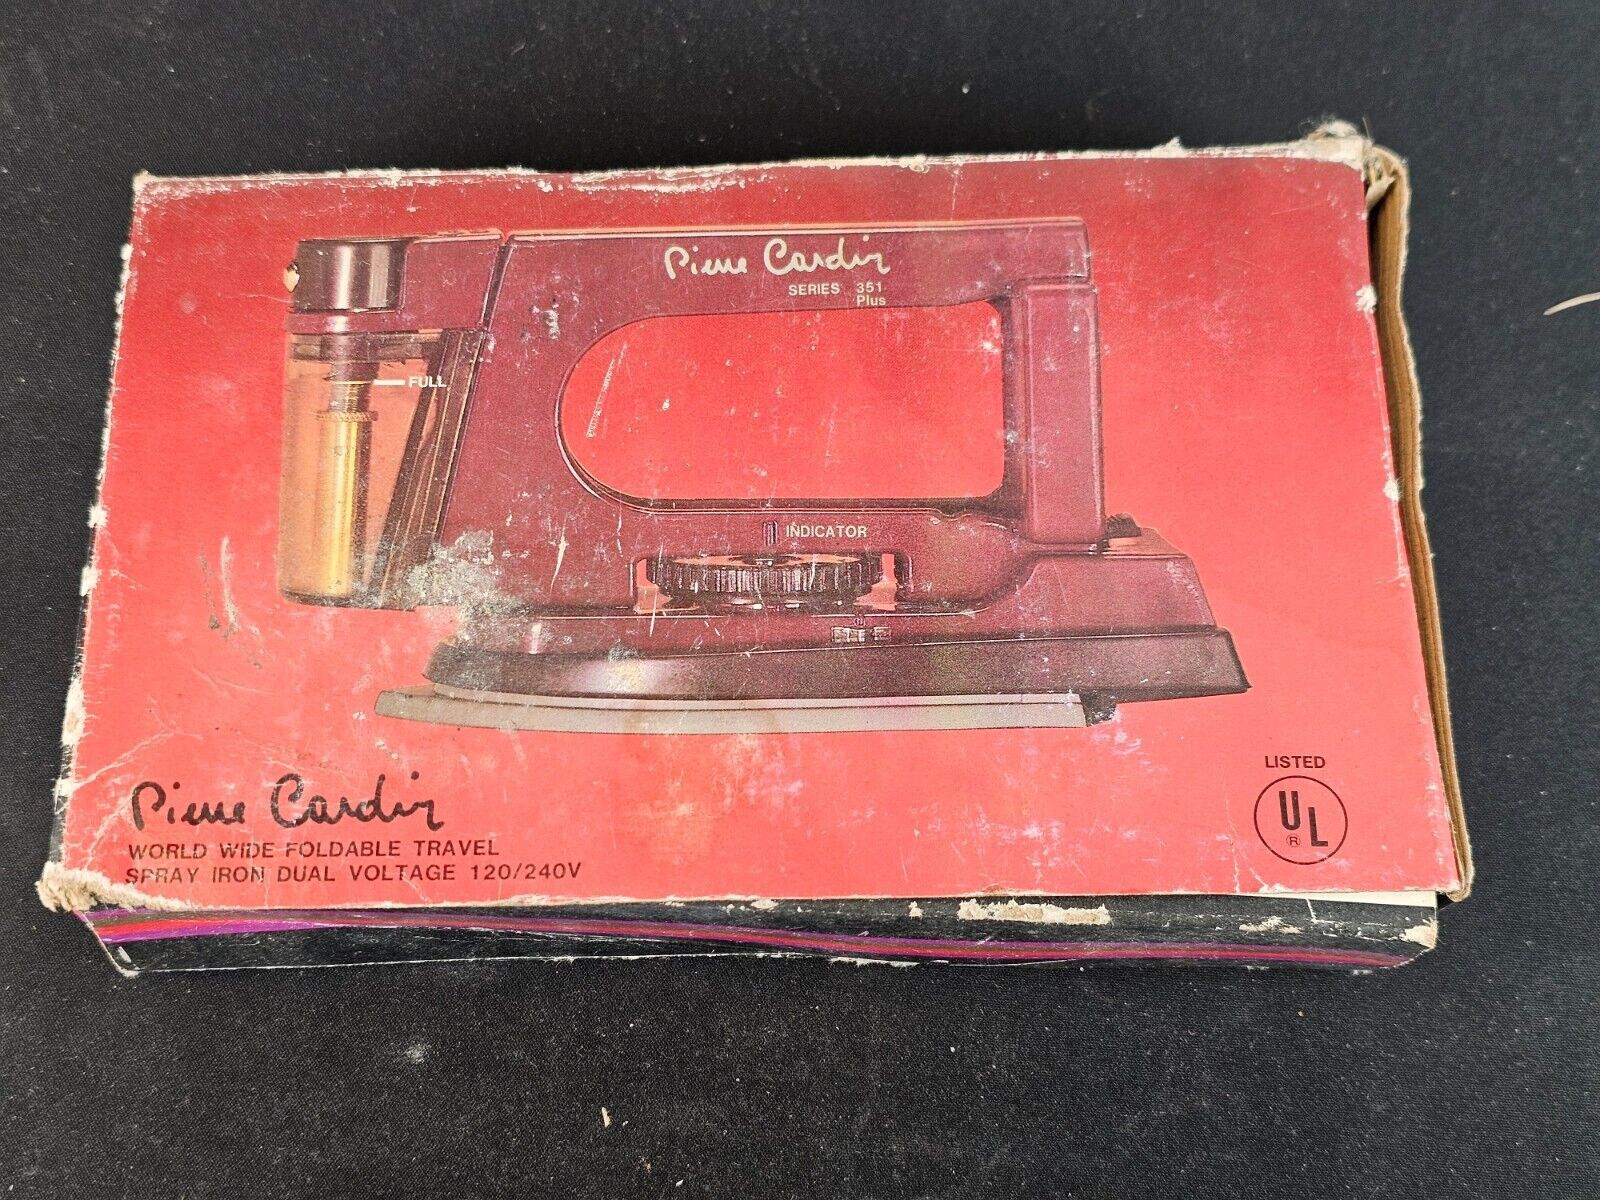 Pierre Cardin
SERIES 351
Plus
FULL
INDICATOR
LISTED
UL
®
Pierre Cardin
WORLD WIDE FOLDABLE TRAVEL
SPRAY IRON DUAL VOLTAGE 120/240V